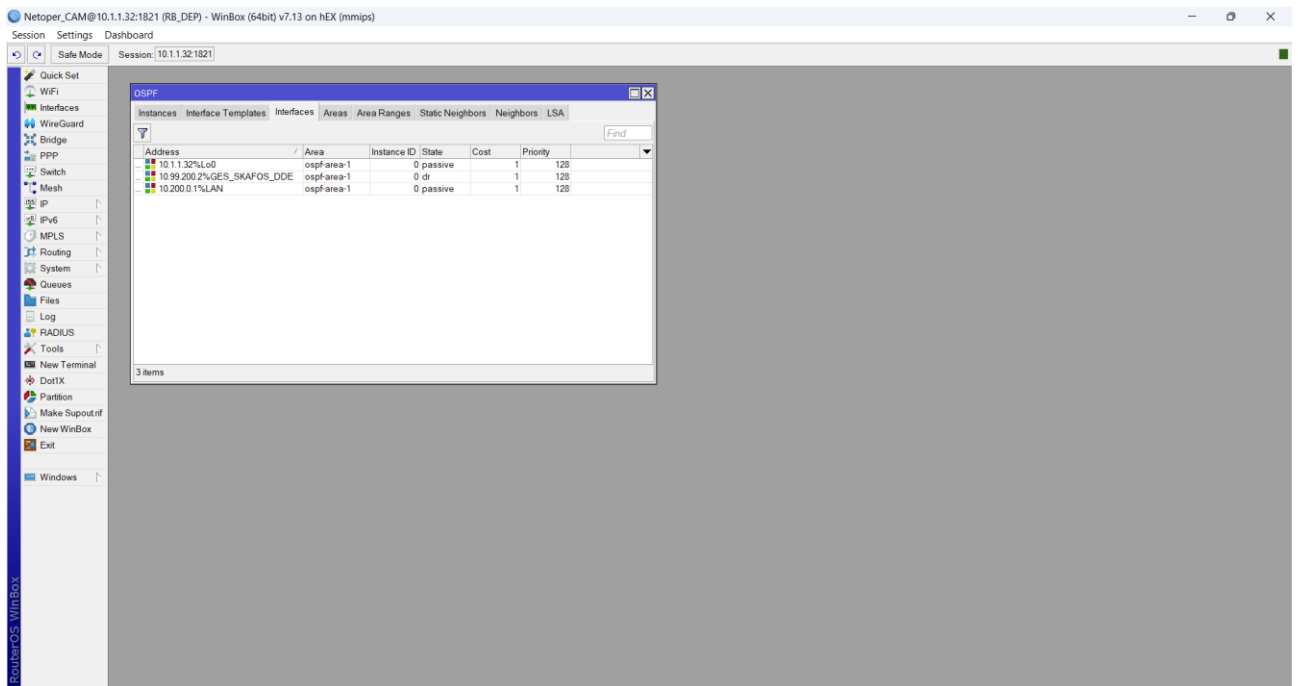 Netoper_CAM@10.1.1.32:1821 (RB_DEP) - WinBox (64bit) v7.13 on hEX (mmips)
Session Settings Dashboard
Safe Mode Session: 10.1.1.32:1821
Quick Set
WiFi
Interfaces
WireGuard
Bridge
PPP
Switch
Mesh
IP
IPv6
MPLS
Routing
System
Queues
Files
Log
RADIUS
Tools
New Terminal
Dot1X
Partition
Make Supout.rif
New WinBox
Exit
Windows
RouterOS WinBox
OSPF
Instances Interface Templates Interfaces Areas Area Ranges Static Neighbors Neighbors LSA
Find
Address Area Instance ID State Cost Priority
10.1.1.32%Lo0 ospf-area-1 0 passive 1 128
10.99.200.2%GES_SKAFOS_DDE ospf-area-1 0 dr 1 128
10.200.0.1%LAN ospf-area-1 0 passive 1 128
3 items